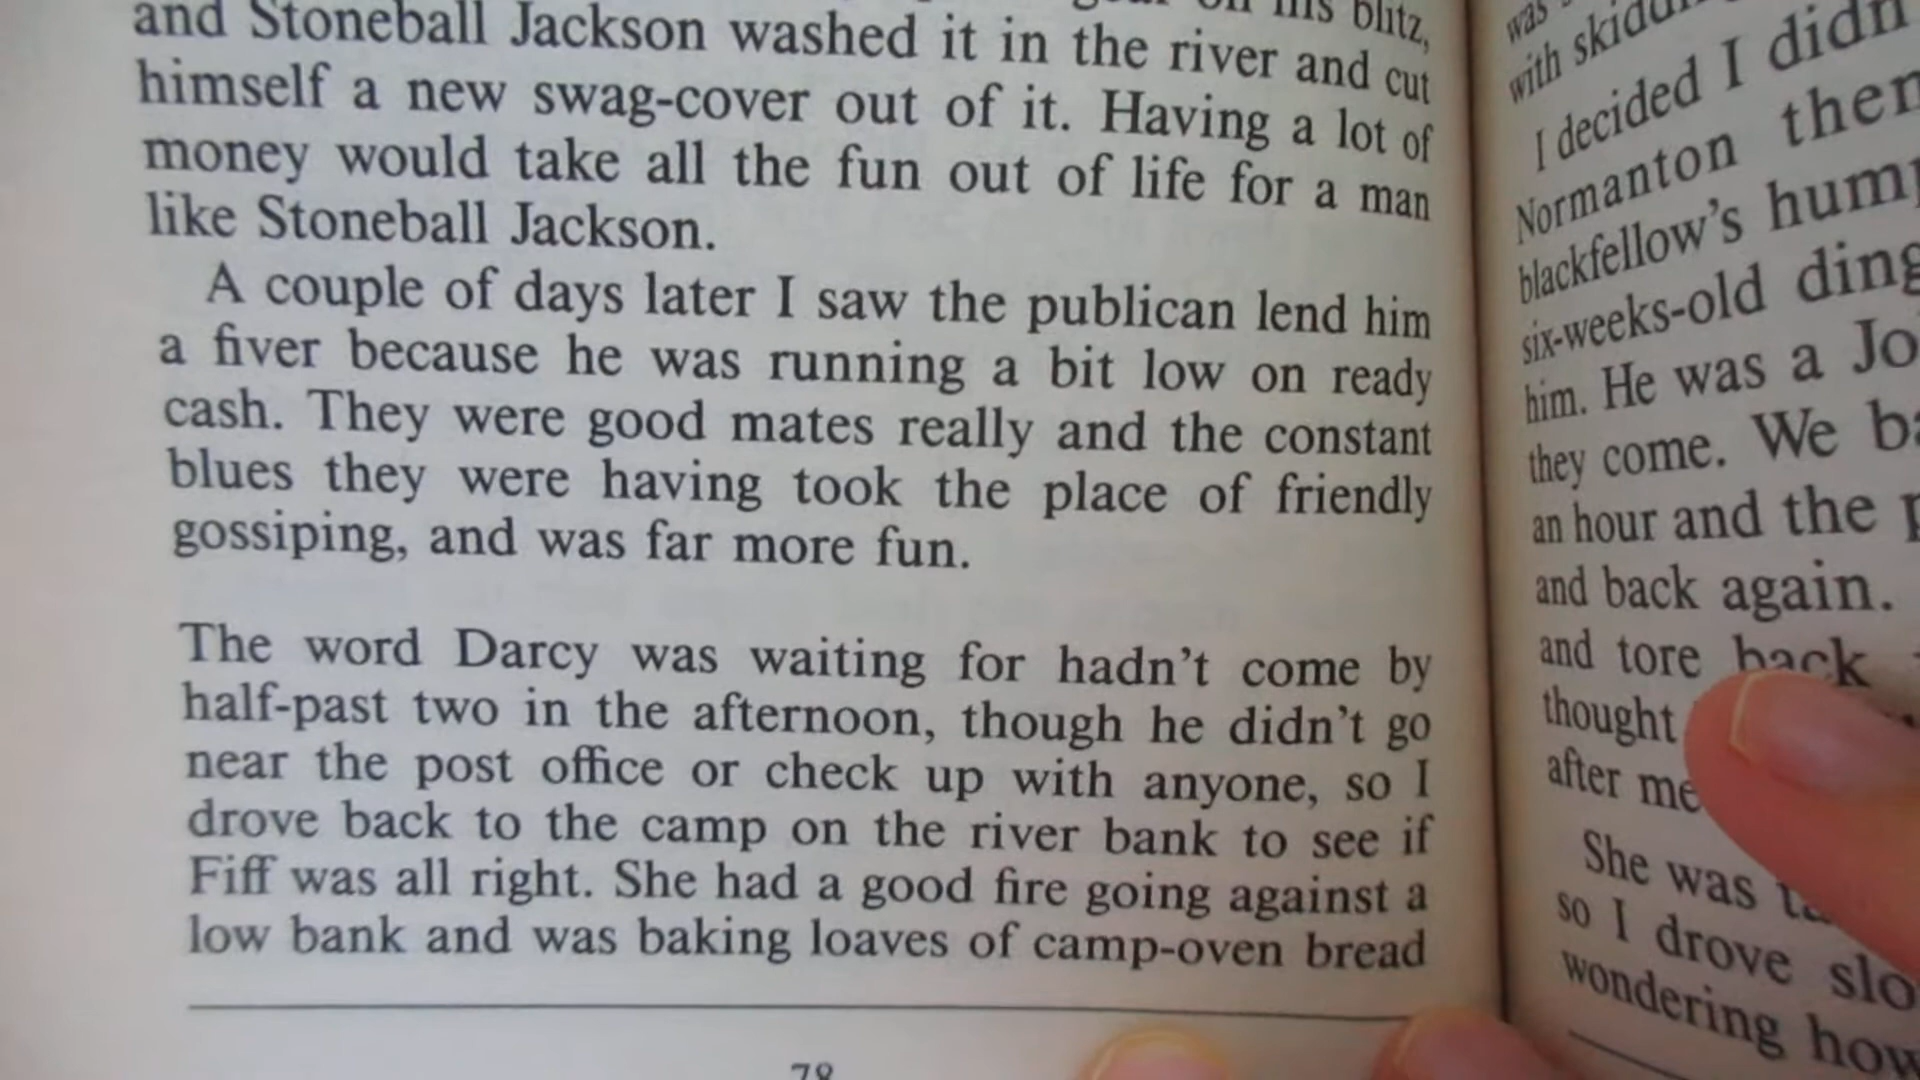 on his blitz,
and Stoneball Jackson washed it in the river and cut
himself a new swag-cover out of it. Having a lot of
money would take all the fun out of life for a man
like Stoneball Jackson.
A couple of days later I saw the publican lend him
a fiver because he was running a bit low on ready
cash. They were good mates really and the constant
blues they were having took the place of friendly
gossiping, and was far more fun.
The word Darcy was waiting for hadn't come by
half-past two in the afternoon, though he didn't go
near the post office or check up with anyone, so I
drove back to the camp on the river bank to see if
Fiff was all right. She had a good fire going against a
low bank and was baking loaves of camp-oven bread
78
was
with
I decided I
Normanton
blackfellow's
six-weeks-old
him. He was a
they come. We
an hour and the
and back again.
and tore back
thought
after me
She was
so I drove
wondering how